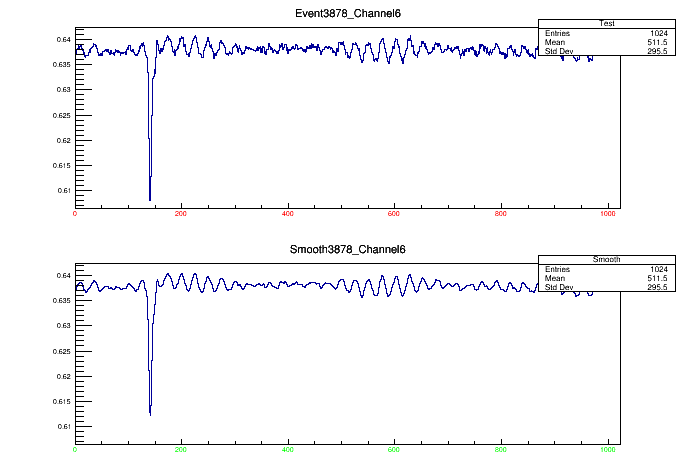 Event3878_Channel6
Test
Entries 1024
Mean 511.5
Std Dev 295.5
0.64
0.635
0.63
0.625
0.62
0.615
0.61
0 200 400 600 800 1000
Smooth3878_Channel6
Smooth
Entries 1024
Mean 511.5
Std Dev 295.5
0.64
0.635
0.63
0.625
0.62
0.615
0.61
0 200 400 600 800 1000